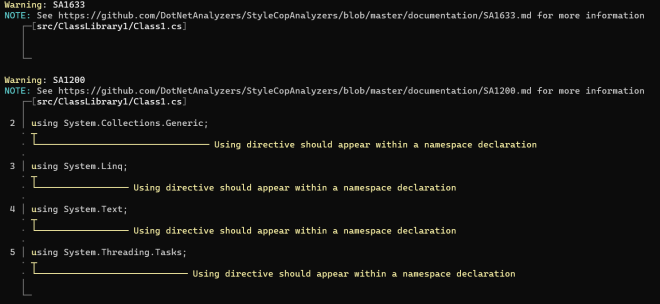 Warning: SA1633
NOTE: See https://github.com/DotNetAnalyzers/StyleCopAnalyzers/blob/master/documentation/SA1633.md for more information
[src/ClassLibrary1/Class1.cs]
Warning: SA1200
NOTE: See https://github.com/DotNetAnalyzers/StyleCopAnalyzers/blob/master/documentation/SA1200.md for more information
[src/ClassLibrary1/Class1.cs]
2 using System.Collections.Generic;
Using directive should appear within a namespace declaration
3 using System.Linq;
Using directive should appear within a namespace declaration
4 using System.Text;
Using directive should appear within a namespace declaration
5 using System.Threading.Tasks;
Using directive should appear within a namespace declaration